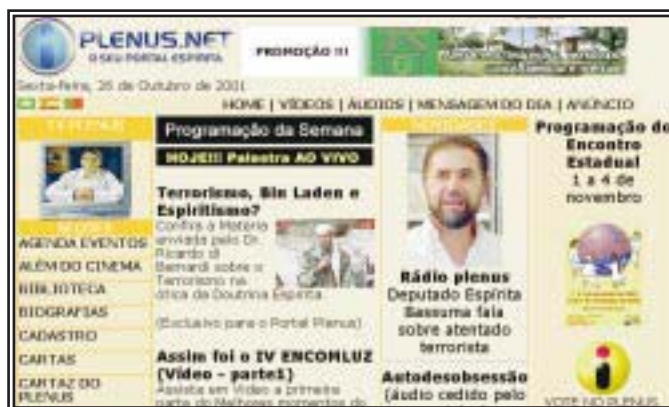 PLENUS.NET
O SEU PORTAL ESPÍRITA
PROMOÇÃO !!!
Sexta-Feira, 26 de Outubro de 2001
HOME | VÍDEOS | ÁUDIOS | MENSAGEM DO DIA | ANÚNCIO
TV PLENUS
AGENDA EVENTOS
ALÉM DO CINEMA
BIBLIOTECA
BIOGRAFIAS
CADASTRO
CARTAS
CARTAZ DO
PLENUS
Programação da Semana
HOJE!!! Palestra AO VIVO
Terrorismo, Bin Laden e
Espiritismo?
Confira a Matéria
enviada pelo Dr.
Ricardo di
Bernardi sobre o
Terrorismo na
ótica da Doutrina Espírita.
(Exclusivo para o Portal Plenus)
Assim foi o IV ENCOMLUZ
(Vídeo - parte1)
Assista em Vídeo a primeira
parte do Melhores momentos do
Rádio plenus
Deputado Espírita
Bassuma fala
sobre atentado
terrorista
Autodesobsessão
(áudio cedido pelo
Programação do
Encontro
Estadual
1 a 4 de
novembro
VOTE NO PLENUS